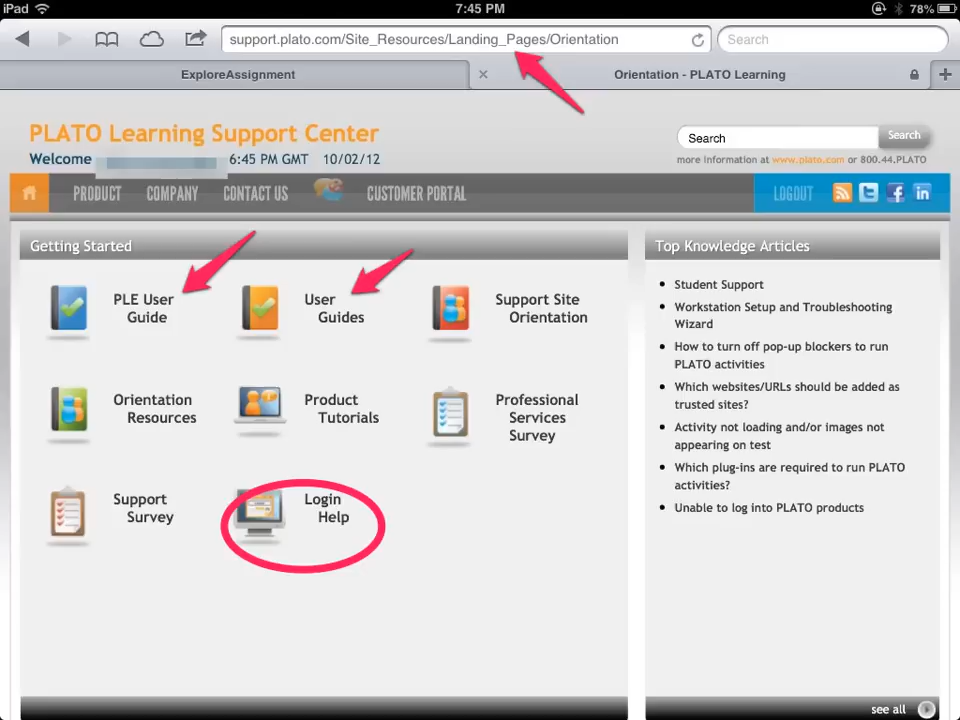 iPad 7:45 PM 78%
support.plato.com/Site_Resources/Landing_Pages/Orientation Search
ExploreAssignment Orientation - PLATO Learning
PLATO Learning Support Center
Welcome 6:45 PM GMT 10/02/12
Search Search
more information at www.plato.com or 800.44.PLATO
PRODUCT COMPANY CONTACT US CUSTOMER PORTAL LOGOUT
Getting Started
PLE User
Guide
User
Guides
Support Site
Orientation
Orientation
Resources
Product
Tutorials
Professional
Services
Survey
Support
Survey
Login
Help
Top Knowledge Articles
Student Support
Workstation Setup and Troubleshooting
Wizard
How to turn off pop-up blockers to run
PLATO activities
Which websites/URLs should be added as
trusted sites?
Activity not loading and/or images not
appearing on test
Which plug-ins are required to run PLATO
activities?
Unable to log into PLATO products
see all